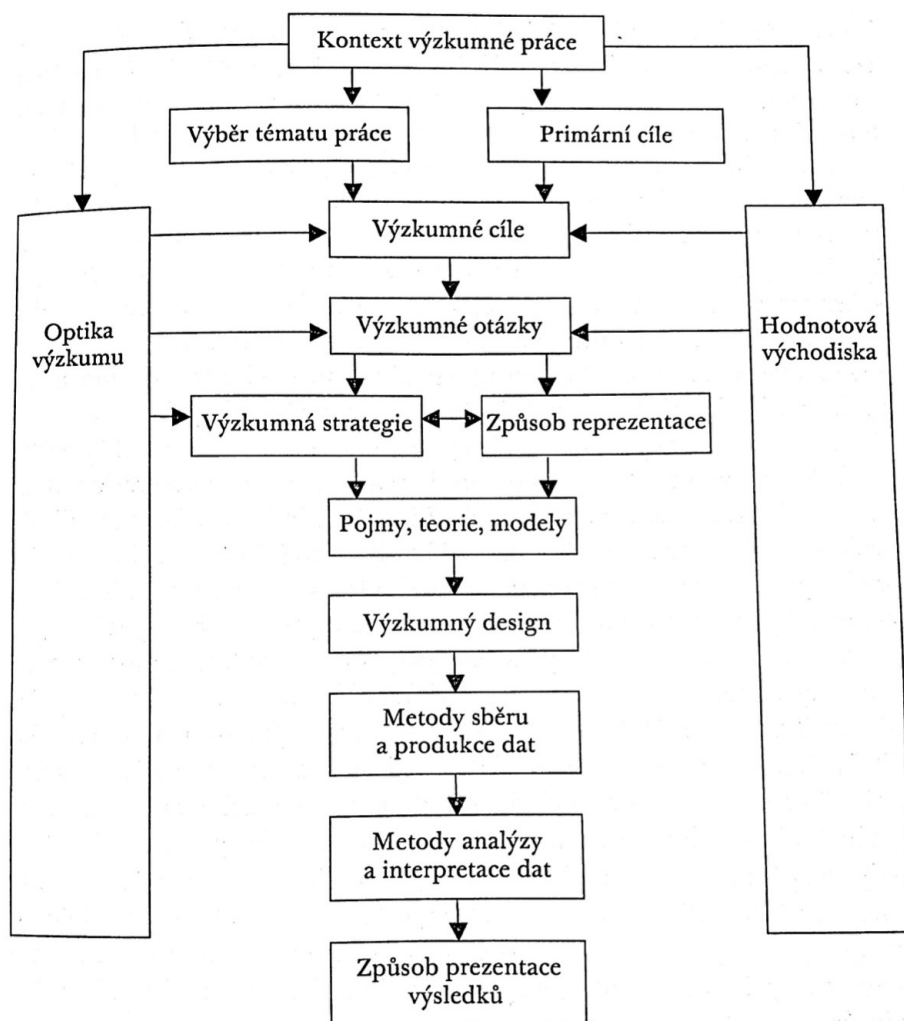 Kontext výzkumné práce
Výběr tématu práce
Primární cíle
Výzkumné cíle
Optika
výzkumu
Výzkumné otázky
Hodnotová
východiska
Výzkumná strategie
Způsob reprezentace
Pojmy, teorie, modely
Výzkumný design
Metody sběru
a produkce dat
Metody analýzy
a interpretace dat
Způsob prezentace
výsledků